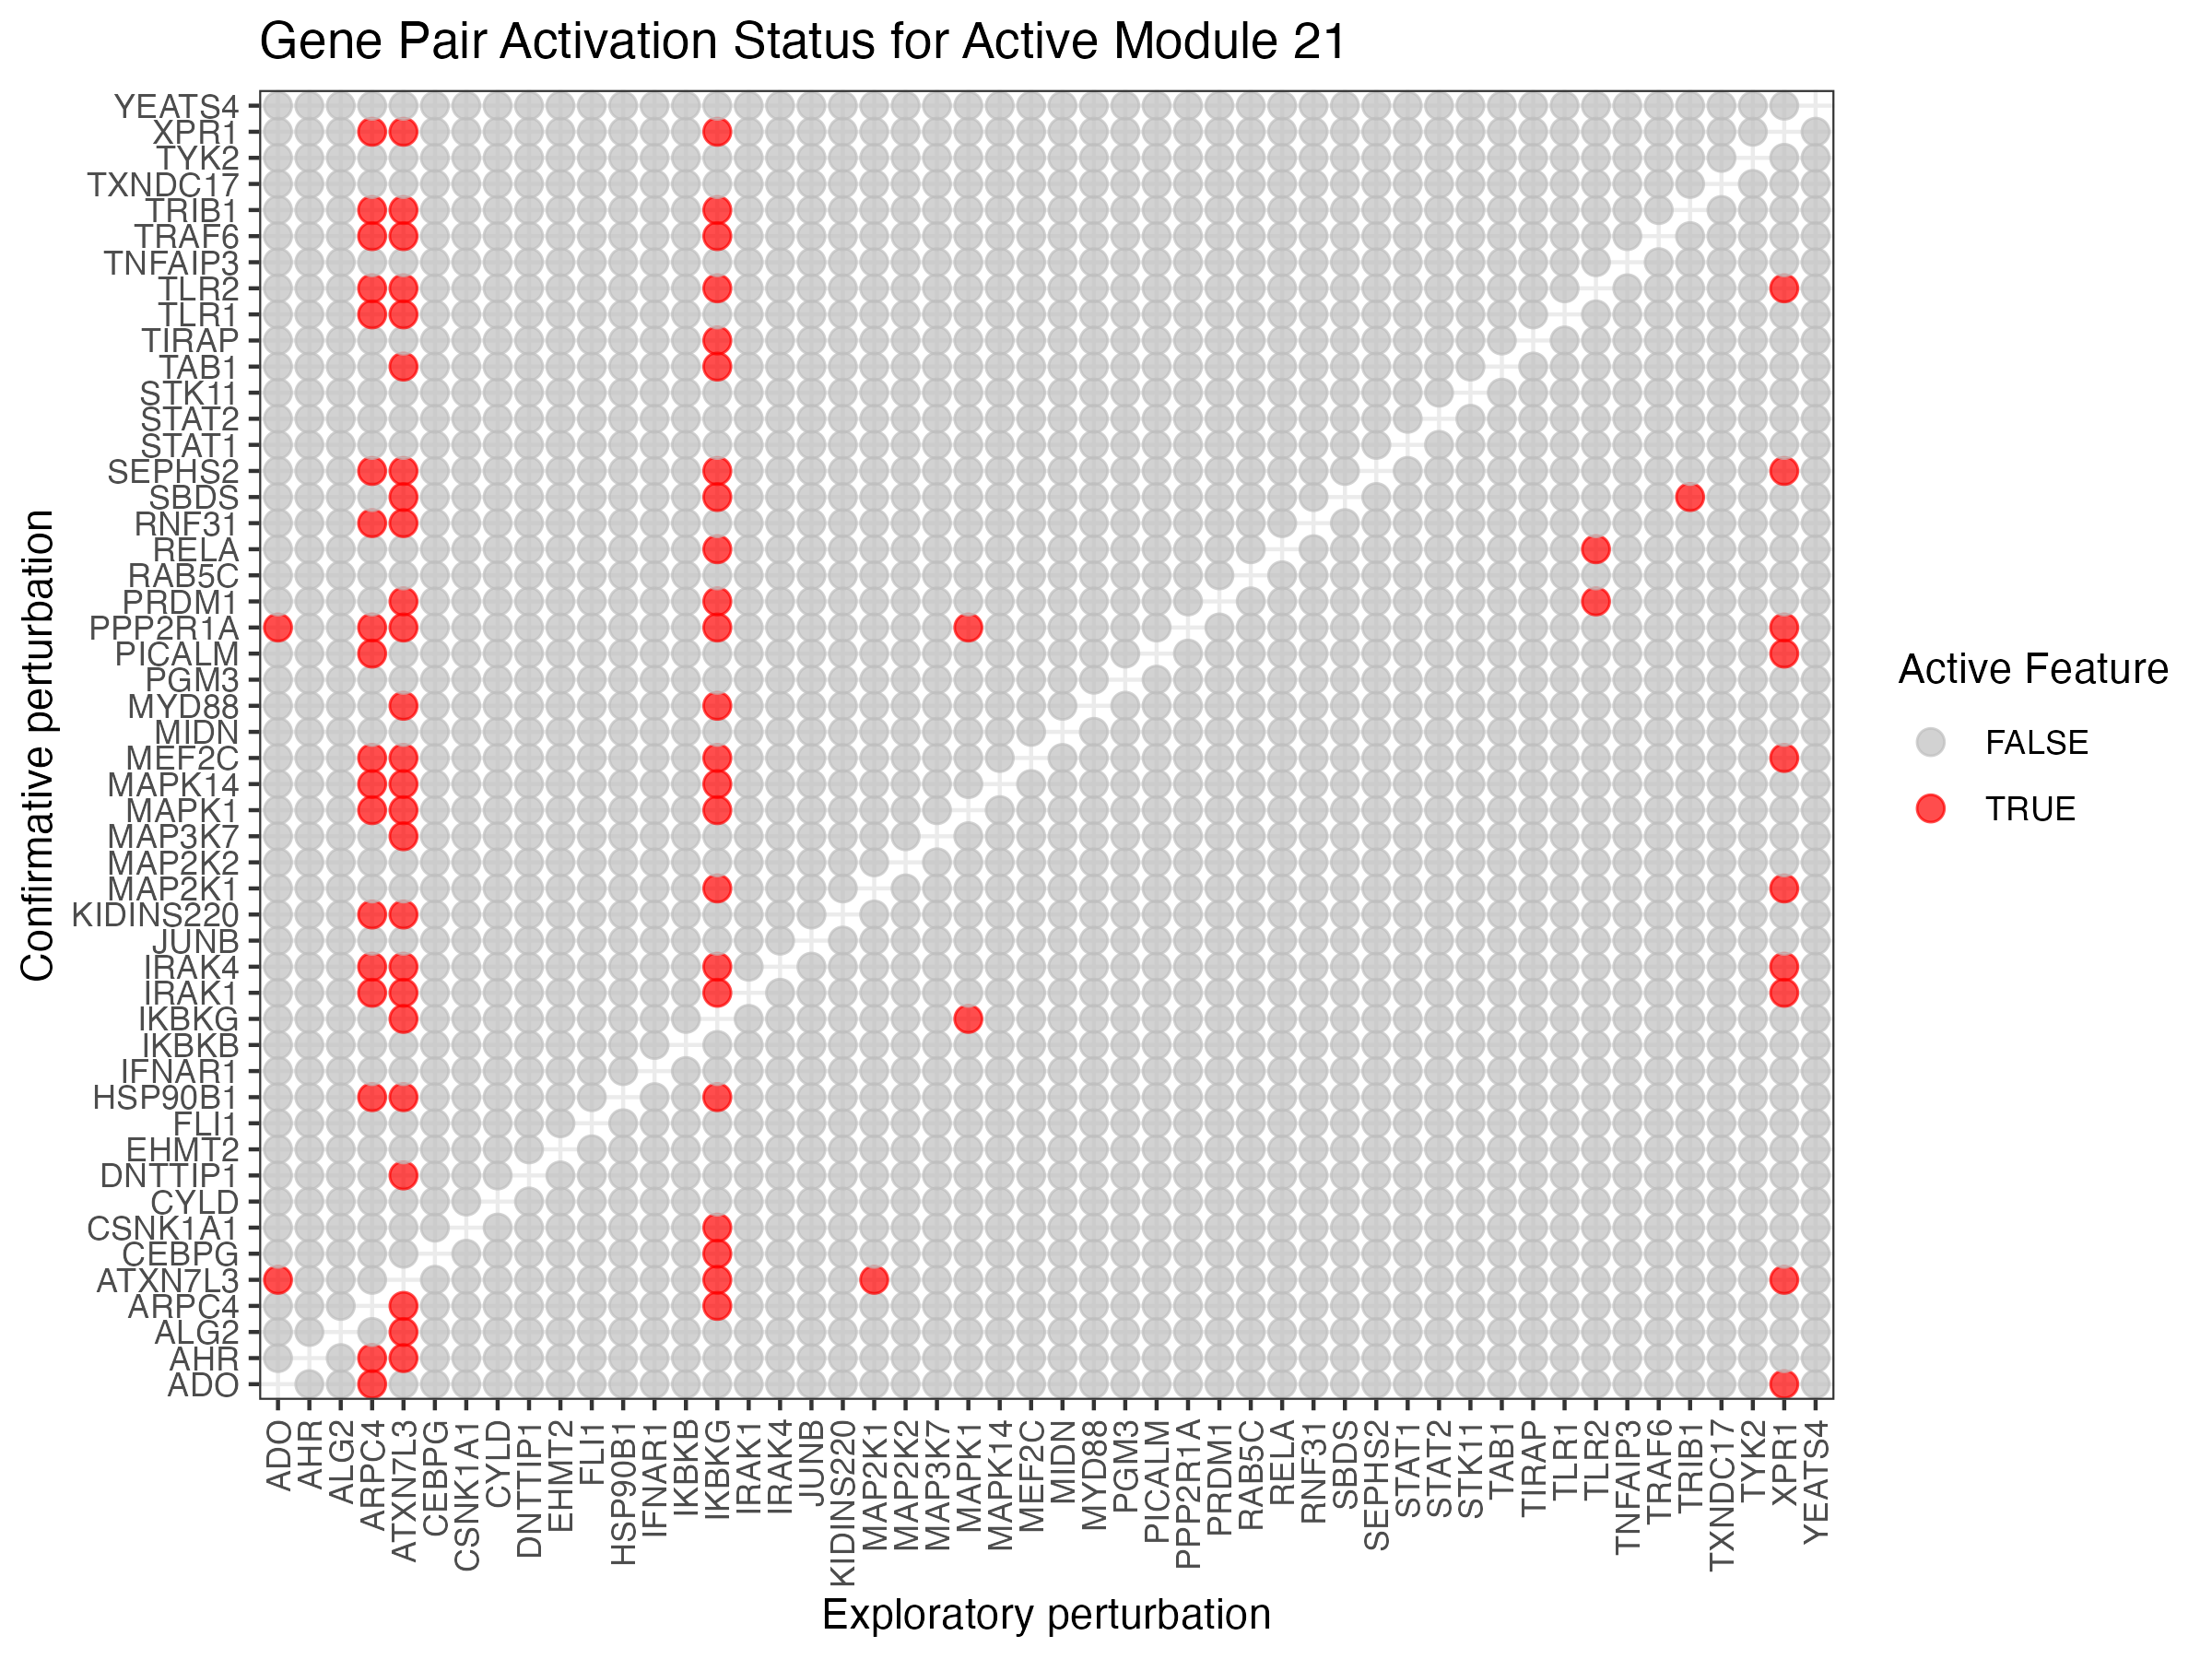 Gene Pair Activation Status for Active Module 21
Confirmative perturbation
YEATS4
XPR1
TYK2
TXNDC17
TRIB1
TRAF6
TNFAIP3
TLR2
TLR1
TIRAP
TAB1
STK11
STAT2
STAT1
SEPHS2
SBDS
RNF31
RELA
RAB5C
PRDM1
PPP2R1A
PICALM
PGM3
MYD88
MIDN
MEF2C
MAPK14
MAPK1
MAP3K7
MAP2K2
MAP2K1
KIDINS220
JUNB
IRAK4
IRAK1
IKBKG
IKBKB
IFNAR1
HSP90B1
FLI1
EHMT2
DNTTIP1
CYLD
CSNK1A1
CEBPG
ATXN7L3
ARPC4
ALG2
AHR
ADO
ADO
AHR
ALG2
ARPC4
ATXN7L3
CEBPG
CSNK1A1
CYLD
DNTTIP1
EHMT2
FLI1
HSP90B1
IFNAR1
IKBKB
IKBKG
IRAK1
IRAK4
JUNB
KIDINS220
MAP2K1
MAP2K2
MAP3K7
MAPK1
MAPK14
MEF2C
MIDN
MYD88
PGM3
PICALM
PPP2R1A
PRDM1
RAB5C
RELA
RNF31
SBDS
SEPHS2
STAT1
STAT2
STK11
TAB1
TIRAP
TLR1
TLR2
TNFAIP3
TRAF6
TRIB1
TXNDC17
TYK2
XPR1
YEATS4
Exploratory perturbation
Active Feature
FALSE
TRUE